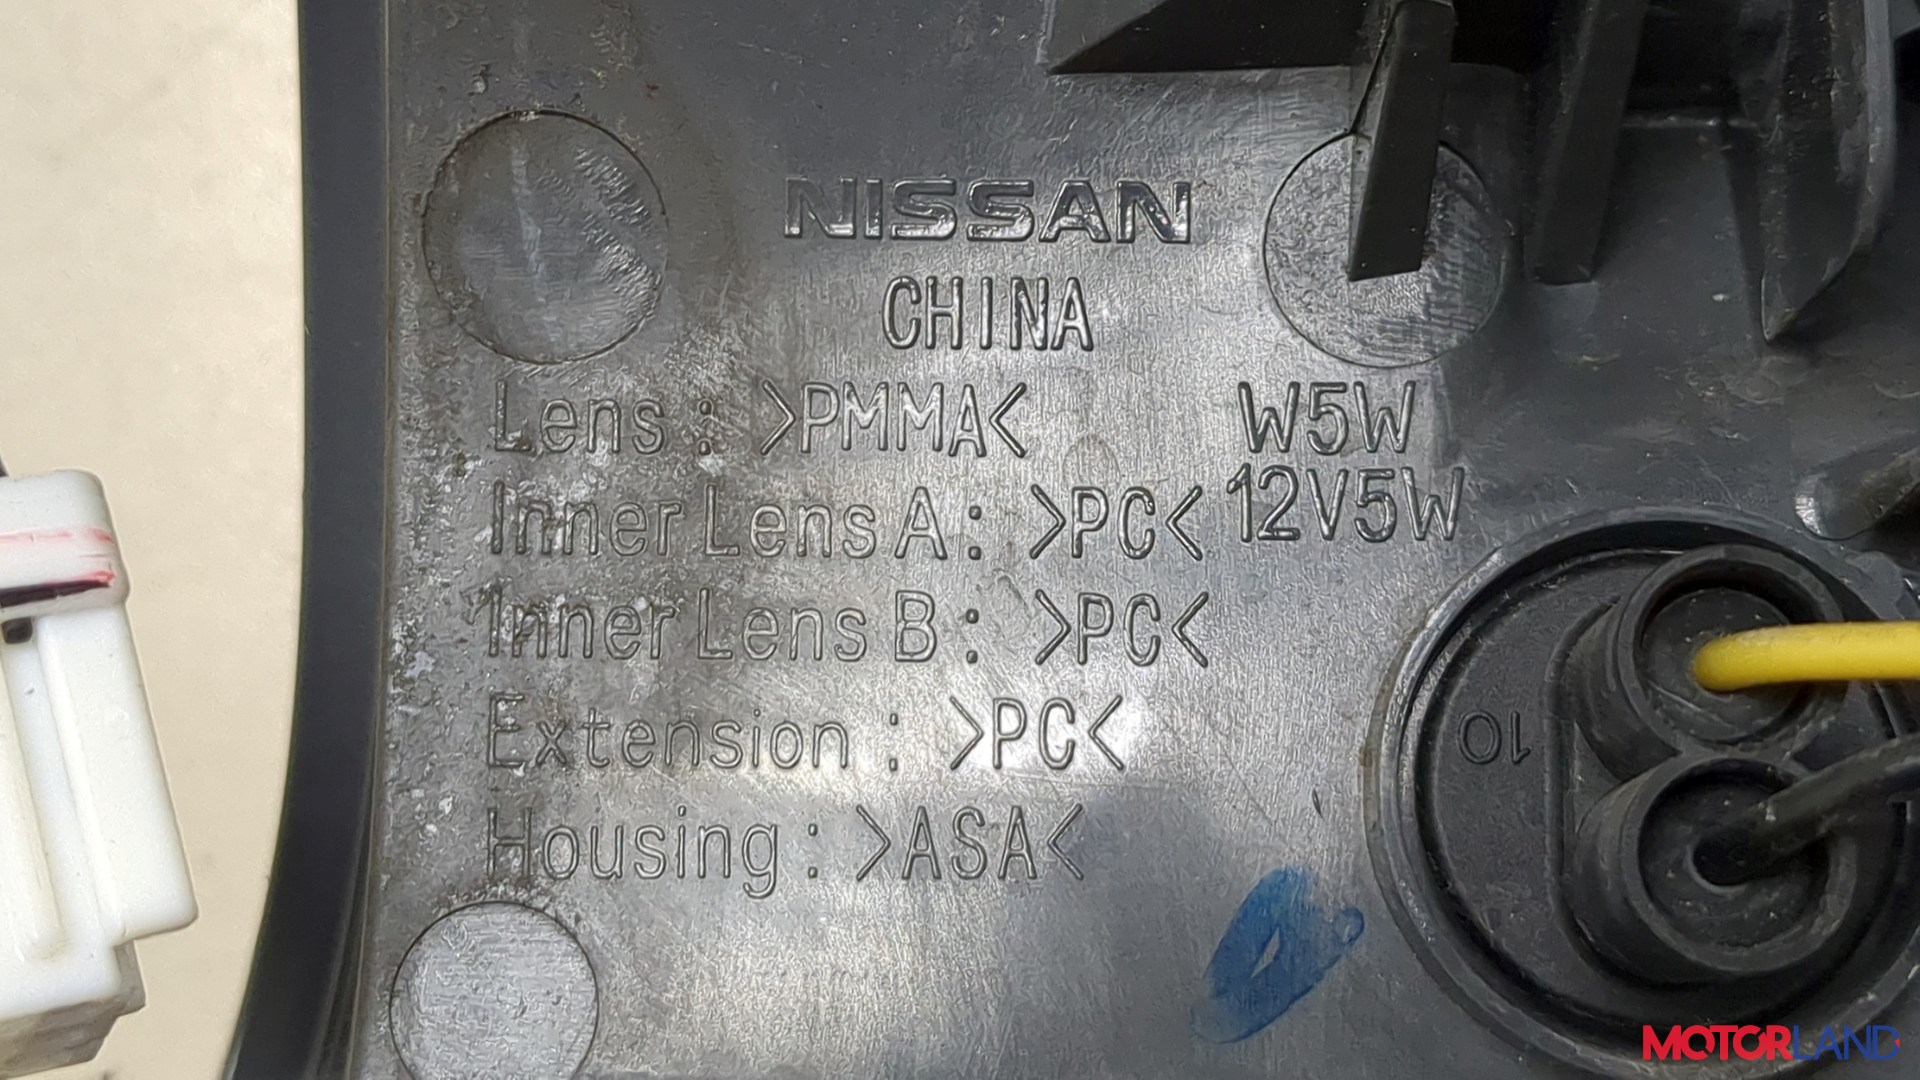 NISSAN
CHINA
Lens : >PMMA<
W5W
Inner Lens A : >PC<
12V5W
Inner Lens B : >PC<
Extension : >PC<
Housing : >ASA<
10
MOTORLAND